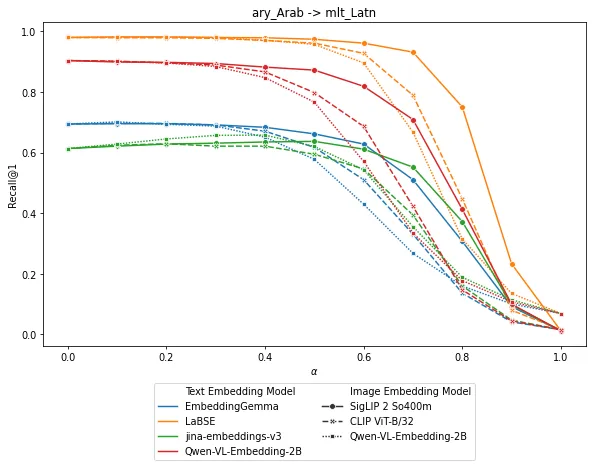 ary_Arab -> mlt_Latn
Recall@1
1.0
0.8
0.6
0.4
0.2
0.0
0.0 0.2 0.4 0.6 0.8 1.0
α
Text Embedding Model
EmbeddingGemma
LaBSE
jina-embeddings-v3
Qwen-VL-Embedding-2B
Image Embedding Model
SigLIP 2 So400m
CLIP ViT-B/32
Qwen-VL-Embedding-2B